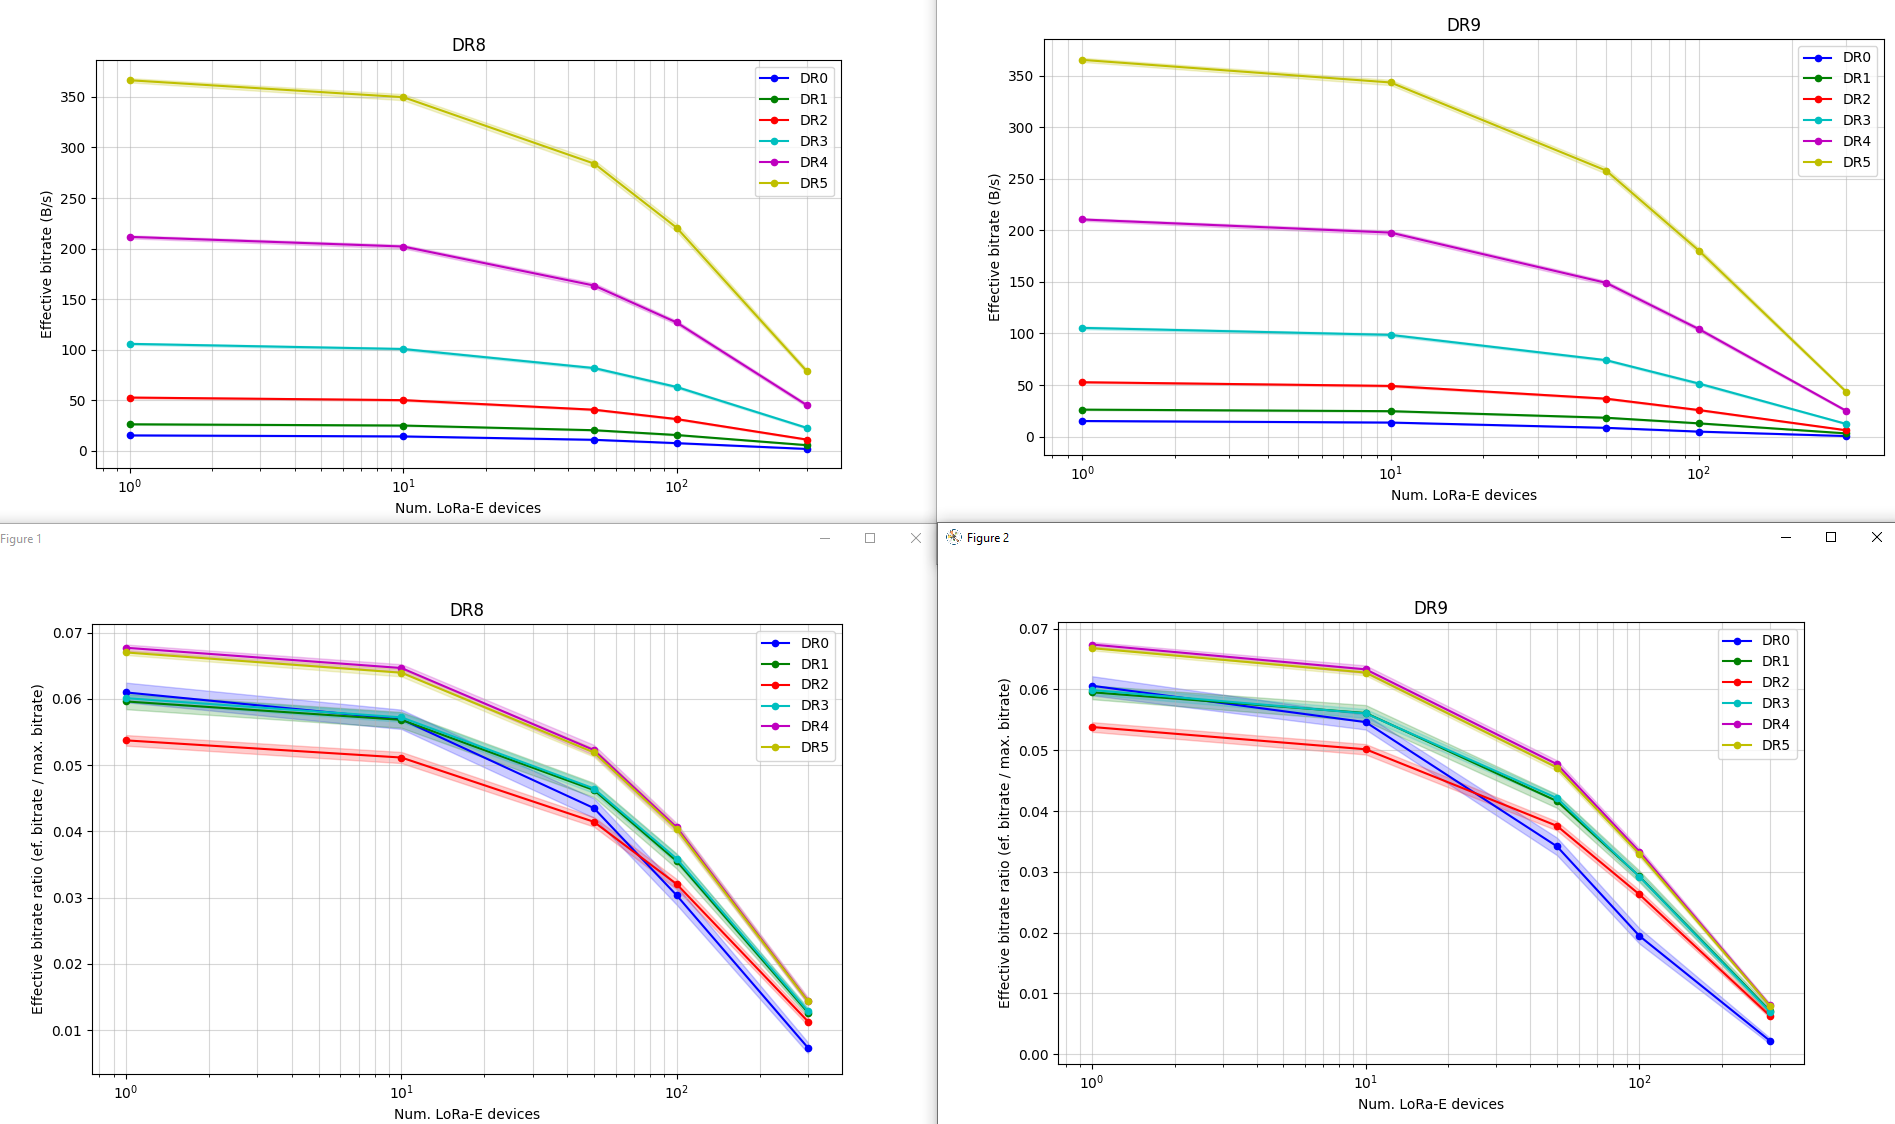 DR8
350
300
250
200
150
100
50
0
Effective bitrate (B/s)
DR0
DR1
DR2
DR3
DR4
DR5
10⁰
10¹
10²
Num. LoRa-E devices
DR9
350
300
250
200
150
100
50
0
Effective bitrate (B/s)
DR0
DR1
DR2
DR3
DR4
DR5
10⁰
10¹
10²
Num. LoRa-E devices
Figure 1
DR8
0.07
0.06
0.05
0.04
0.03
0.02
0.01
Effective bitrate ratio (ef. bitrate / max. bitrate)
DR0
DR1
DR2
DR3
DR4
DR5
10⁰
10¹
10²
Num. LoRa-E devices
Figure 2
DR9
0.07
0.06
0.05
0.04
0.03
0.02
0.01
0.00
Effective bitrate ratio (ef. bitrate / max. bitrate)
DR0
DR1
DR2
DR3
DR4
DR5
10⁰
10¹
10²
Num. LoRa-E devices